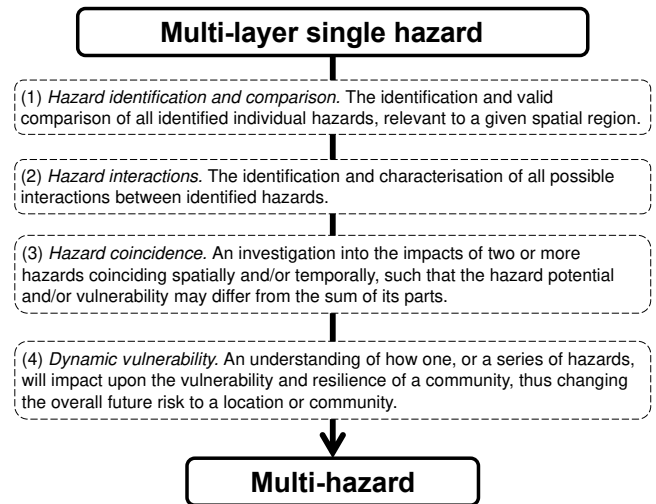 Multi-layer single hazard
(1) Hazard identification and comparison. The identification and valid
comparison of all identified individual hazards, relevant to a given spatial region.
(2) Hazard interactions. The identification and characterisation of all possible
interactions between identified hazards.
(3) Hazard coincidence. An investigation into the impacts of two or more
hazards coinciding spatially and/or temporally, such that the hazard potential
and/or vulnerability may differ from the sum of its parts.
(4) Dynamic vulnerability. An understanding of how one, or a series of hazards,
will impact upon the vulnerability and resilience of a community, thus changing
the overall future risk to a location or community.
Multi-hazard